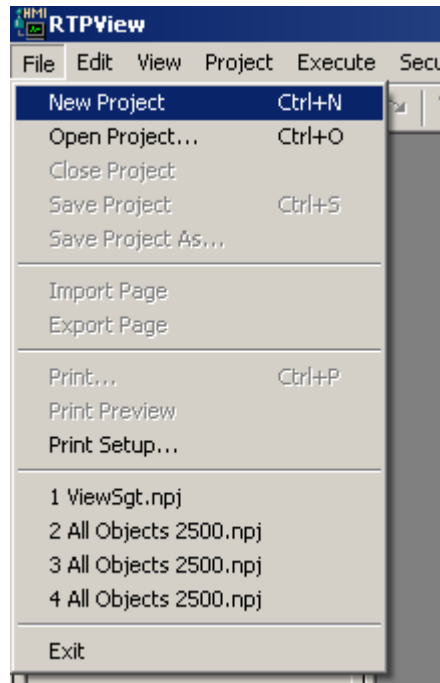 HMI
RTPView
File Edit View Project Execute Secu
New Project Ctrl+N
Open Project... Ctrl+O
Close Project
Save Project Ctrl+S
Save Project As...
Import Page
Export Page
Print... Ctrl+P
Print Preview
Print Setup...
1 ViewSgt.npj
2 All Objects 2500.npj
3 All Objects 2500.npj
4 All Objects 2500.npj
Exit